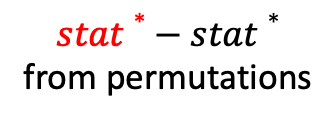 stat * − stat *
from permutations